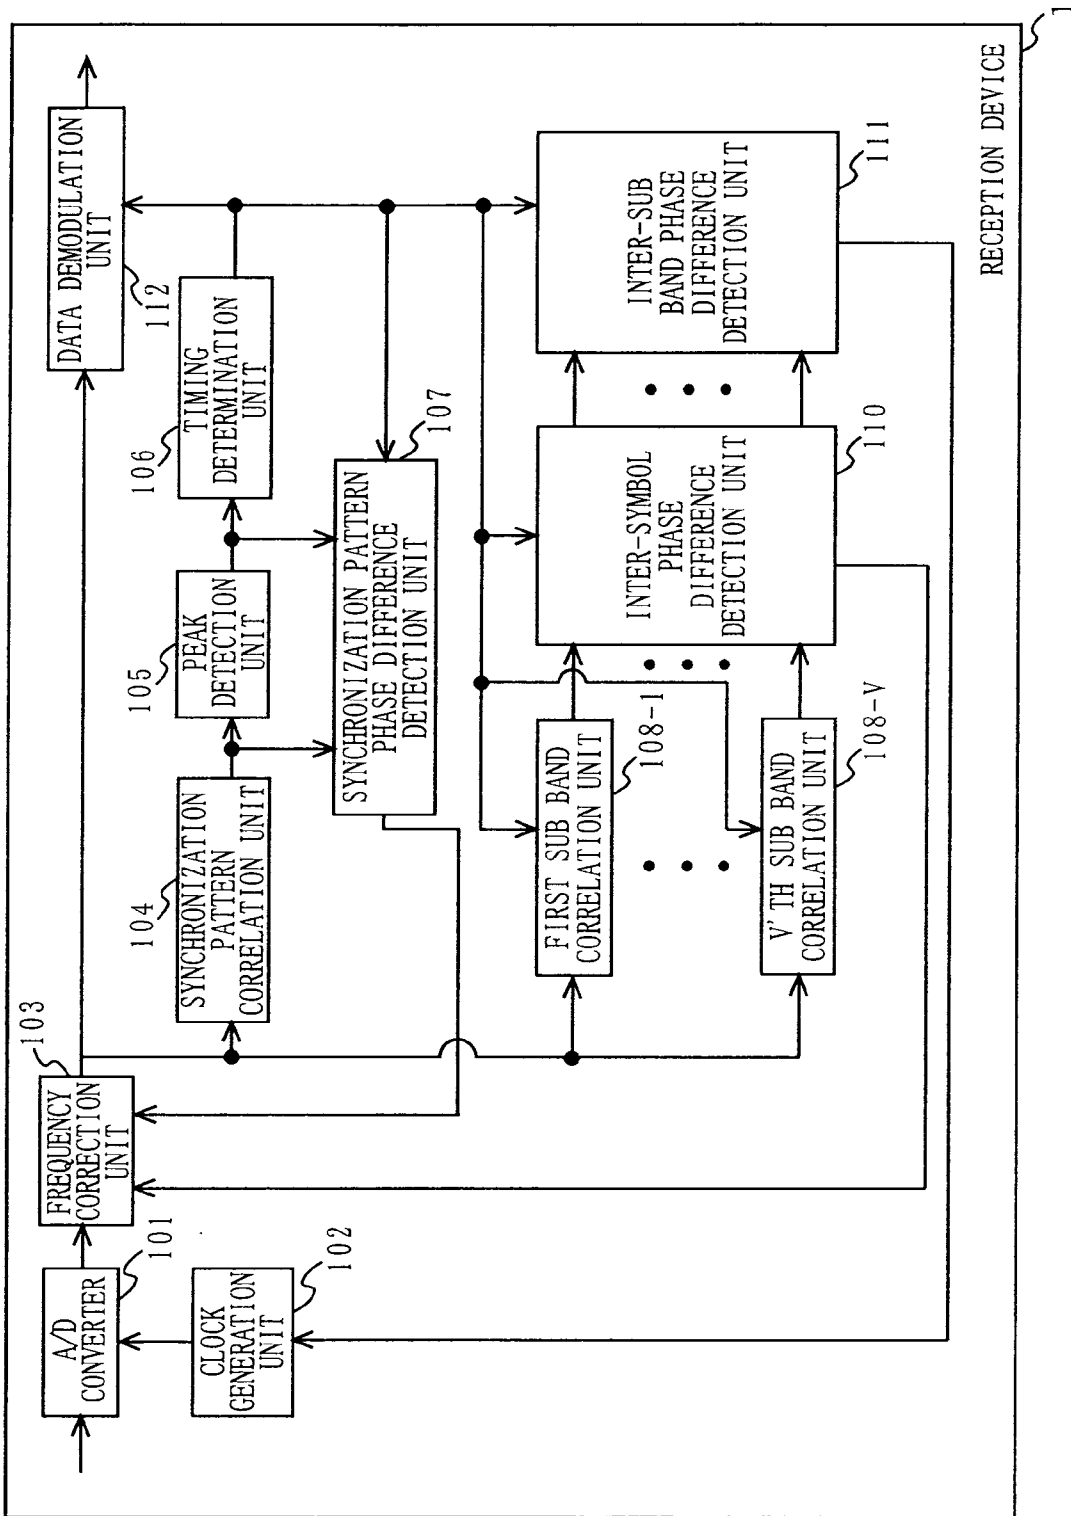 1
RECEPTION DEVICE
A/D
CONVERTER
101
FREQUENCY
CORRECTION
UNIT
103
DATA DEMODULATION
UNIT
112
CLOCK
GENERATION
UNIT
102
SYNCHRONIZATION
PATTERN
CORRELATION UNIT
104
PEAK
DETECTION
UNIT
105
TIMING
DETERMINATION
UNIT
106
SYNCHRONIZATION PATTERN
PHASE DIFFERENCE
DETECTION UNIT
107
FIRST SUB BAND
CORRELATION UNIT
108-1
V'TH SUB BAND
CORRELATION UNIT
108-V
INTER-SYMBOL
PHASE
DIFFERENCE
DETECTION UNIT
110
INTER-SUB
BAND PHASE
DIFFERENCE
DETECTION UNIT
111